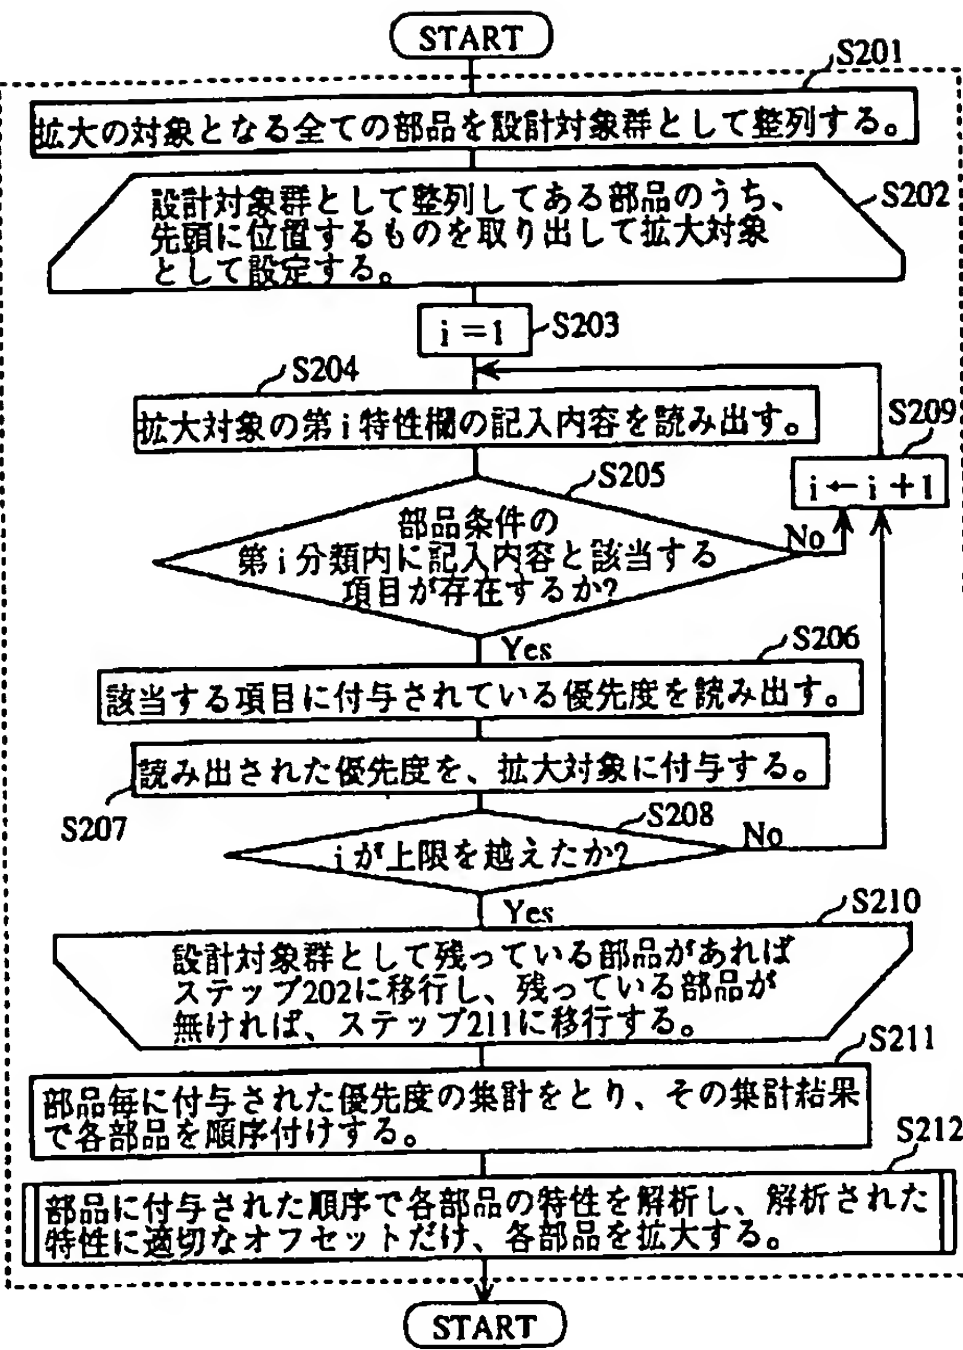 START
S201
拡大の対象となる全ての部品を設計対象群として整列する。
S202
設計対象群として整列してある部品のうち、
先頭に位置するものを取り出して拡大対象
として設定する。
i=1
S203
S204
拡大対象の第i特性欄の記入内容を読み出す。
S209
i←i+1
S205
部品条件の
第i分類内に記入内容と該当する
項目が存在するか?
No
Yes
S206
該当する項目に付与されている優先度を読み出す。
読み出された優先度を、拡大対象に付与する。
S207
S208
iが上限を越えたか?
No
Yes
S210
設計対象群として残っている部品があれば
ステップ202に移行し、残っている部品が
無ければ、ステップ211に移行する。
S211
部品毎に付与された優先度の集計をとり、その集計結果
で各部品を順序付けする。
S212
部品に付与された順序で各部品の特性を解析し、解析された
特性に適切なオフセットだけ、各部品を拡大する。
START